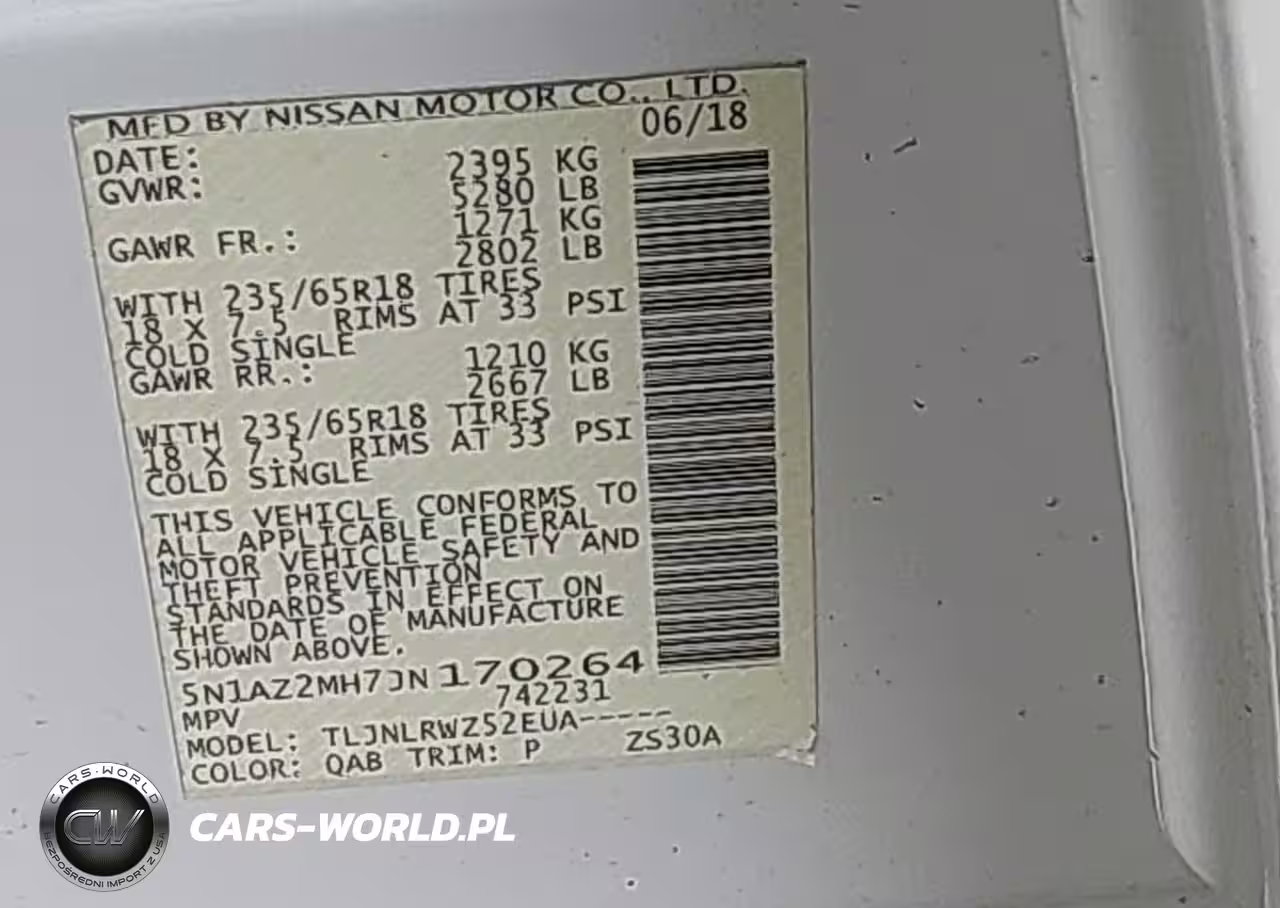 MFD BY NISSAN MOTOR CO., LTD.
DATE: 06/18
GVWR: 2395 KG
5280 LB
GAWR FR.: 1271 KG
2802 LB
WITH 235/65R18 TIRES
18 X 7.5 RIMS AT 33 PSI
COLD SINGLE
GAWR RR.: 1210 KG
2667 LB
WITH 235/65R18 TIRES
18 X 7.5 RIMS AT 33 PSI
COLD SINGLE
THIS VEHICLE CONFORMS TO
ALL APPLICABLE FEDERAL
MOTOR VEHICLE SAFETY AND
THEFT PREVENTION
STANDARDS IN EFFECT ON
THE DATE OF MANUFACTURE
SHOWN ABOVE.
5N1AZ2MH7JN170264
MPV 742231
MODEL: TLJNLRWZ52EUA-----
COLOR: QAB TRIM: P ZS30A
CARS-WORLD
CW
BEZPOŚREDNI IMPORT Z USA
CARS-WORLD.PL